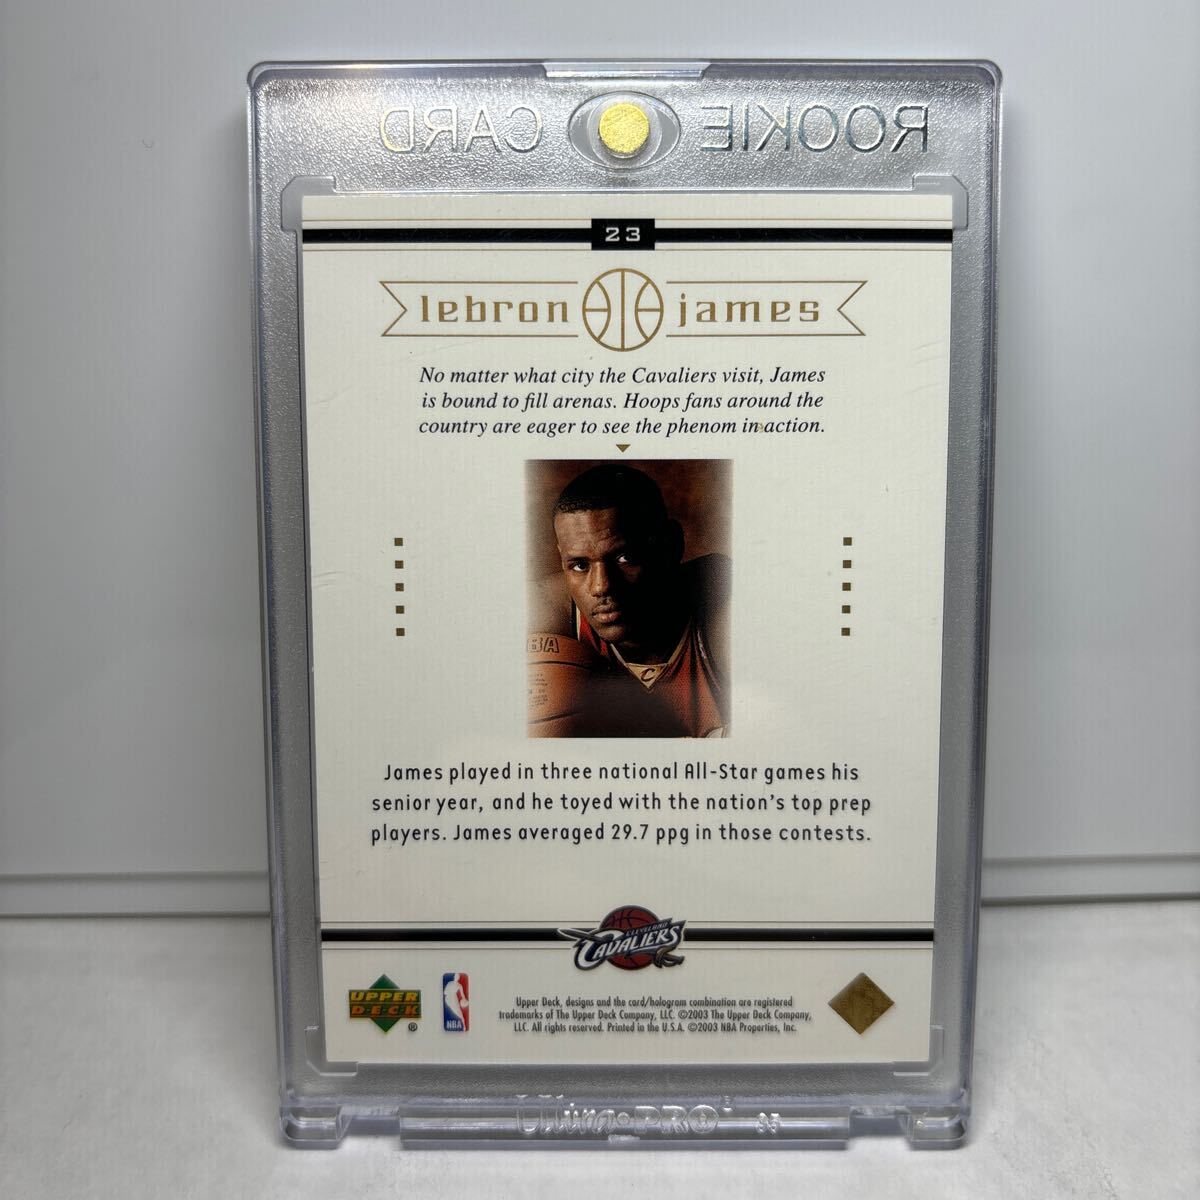 ROOKIE CARD
23
lebron james
No matter what city the Cavaliers visit, James
is bound to fill arenas. Hoops fans around the
country are eager to see the phenom in action.
BA
C
James played in three national All-Star games his
senior year, and he toyed with the nation's top prep
players. James averaged 29.7 ppg in those contests.
CLEVELAND
CAVALIERS
UPPER
DECK
®
NBA
Upper Deck, designs and the card/hologram combination are registered
trademarks of The Upper Deck Company, LLC. ©2003 The Upper Deck Company,
LLC. All rights reserved. Printed in the U.S.A. ©2003 NBA Properties, Inc.
Ultra•PRO®
35